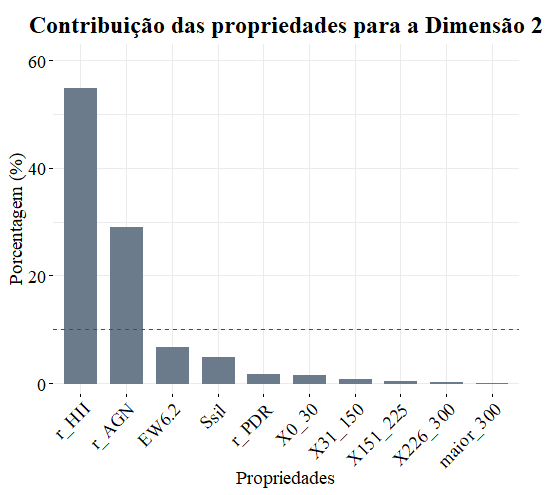 Contribuição das propriedades para a Dimensão 2
Porcentagem (%)
60
40
20
0
r_HII
r_AGN
EW6.2
Ssil
r_PDR
X0_30
X31_150
X151_225
X226_300
maior_300
Propriedades